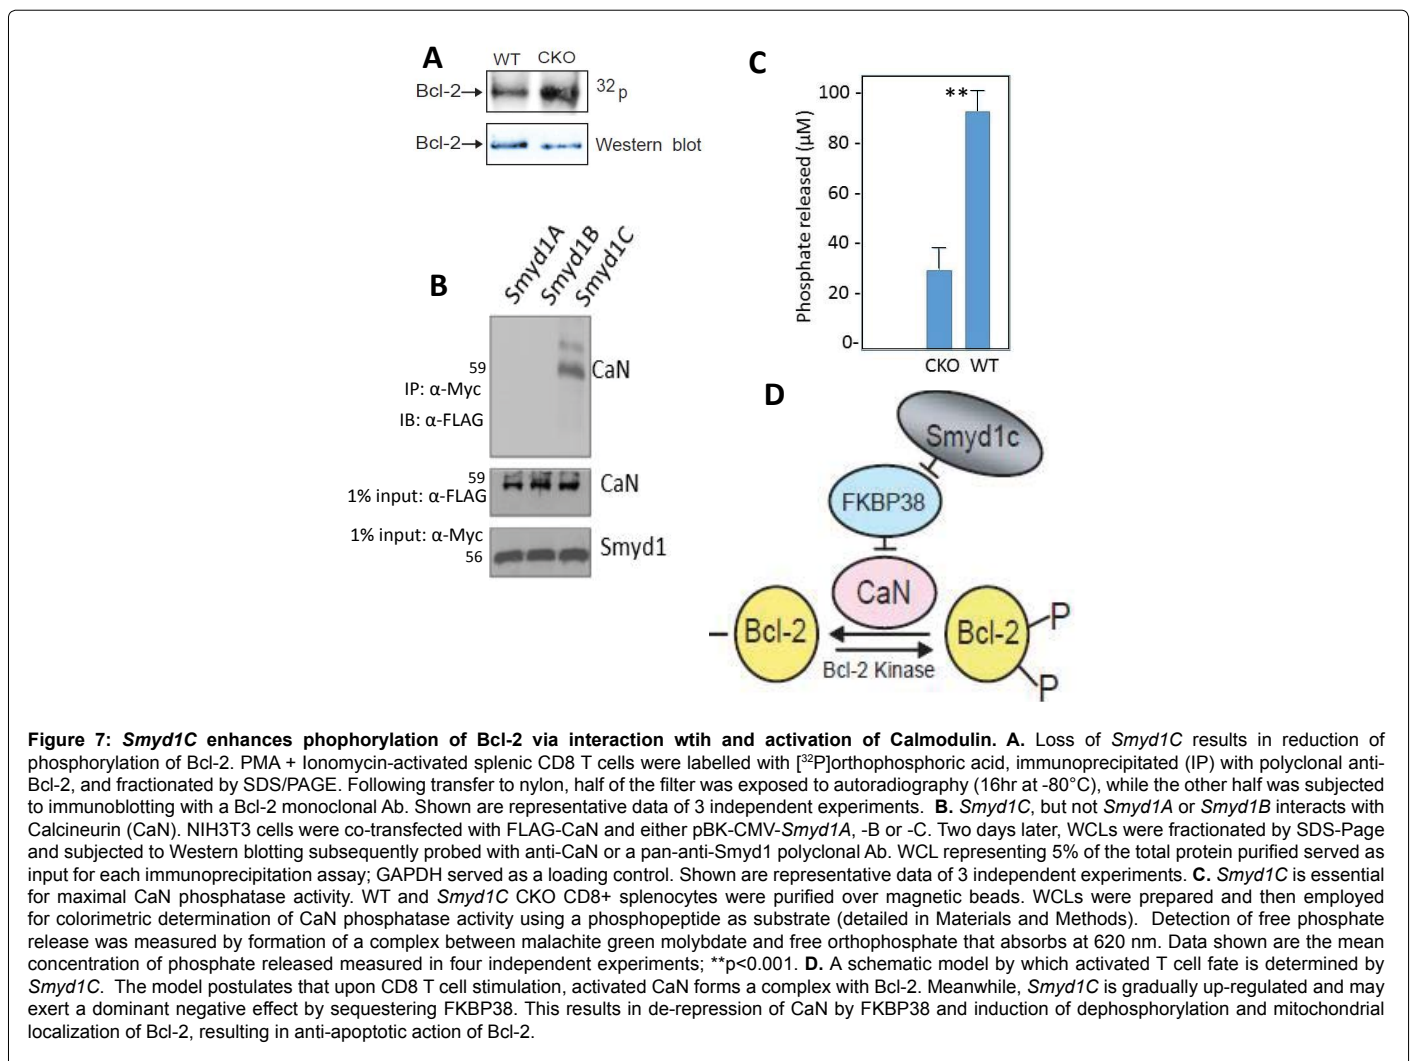 A
WT CKO
Bcl-2→ 32p
Bcl-2→ Western blot
B
Smyd1A
Smyd1B
Smyd1C
59 CaN
IP: α-Myc
IB: α-FLAG
59
1% input: α-FLAG CaN
1% input: α-Myc
56 Smyd1
C
Phosphate released (µM)
100 -
80 -
60 -
40 -
20 -
0-
**
CKO WT
D
Smyd1c
FKBP38
CaN
Bcl-2 Bcl-2 P
P
Bcl-2 Kinase
Figure 7: Smyd1C enhances phophorylation of Bcl-2 via interaction wtih and activation of Calmodulin. A. Loss of Smyd1C results in reduction of
phosphorylation of Bcl-2. PMA + Ionomycin-activated splenic CD8 T cells were labelled with [32P]orthophosphoric acid, immunoprecipitated (IP) with polyclonal anti-
Bcl-2, and fractionated by SDS/PAGE. Following transfer to nylon, half of the filter was exposed to autoradiography (16hr at -80°C), while the other half was subjected
to immunoblotting with a Bcl-2 monoclonal Ab. Shown are representative data of 3 independent experiments. B. Smyd1C, but not Smyd1A or Smyd1B interacts with
Calcineurin (CaN). NIH3T3 cells were co-transfected with FLAG-CaN and either pBK-CMV-Smyd1A, -B or -C. Two days later, WCLs were fractionated by SDS-Page
and subjected to Western blotting subsequently probed with anti-CaN or a pan-anti-Smyd1 polyclonal Ab. WCL representing 5% of the total protein purified served as
input for each immunoprecipitation assay; GAPDH served as a loading control. Shown are representative data of 3 independent experiments. C. Smyd1C is essential
for maximal CaN phosphatase activity. WT and Smyd1C CKO CD8+ splenocytes were purified over magnetic beads. WCLs were prepared and then employed
for colorimetric determination of CaN phosphatase activity using a phosphopeptide as substrate (detailed in Materials and Methods). Detection of free phosphate
release was measured by formation of a complex between malachite green molybdate and free orthophosphate that absorbs at 620 nm. Data shown are the mean
concentration of phosphate released measured in four independent experiments; **p<0.001. D. A schematic model by which activated T cell fate is determined by
Smyd1C. The model postulates that upon CD8 T cell stimulation, activated CaN forms a complex with Bcl-2. Meanwhile, Smyd1C is gradually up-regulated and may
exert a dominant negative effect by sequestering FKBP38. This results in de-repression of CaN by FKBP38 and induction of dephosphorylation and mitochondrial
localization of Bcl-2, resulting in anti-apoptotic action of Bcl-2.